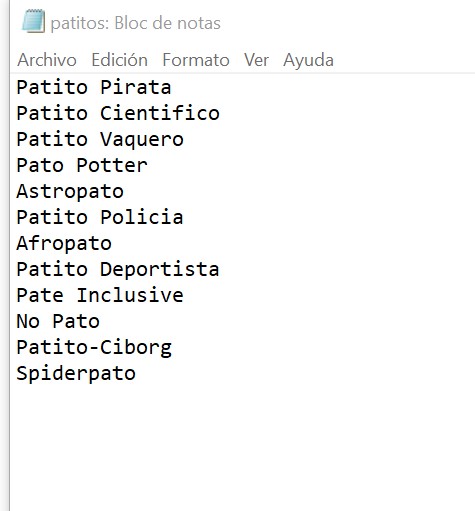 patitos: Bloc de notas
Archivo Edición Formato Ver Ayuda
Patito Pirata
Patito Cientifico
Patito Vaquero
Pato Potter
Astropato
Patito Policia
Afropato
Patito Deportista
Pate Inclusive
No Pato
Patito-Ciborg
Spiderpato